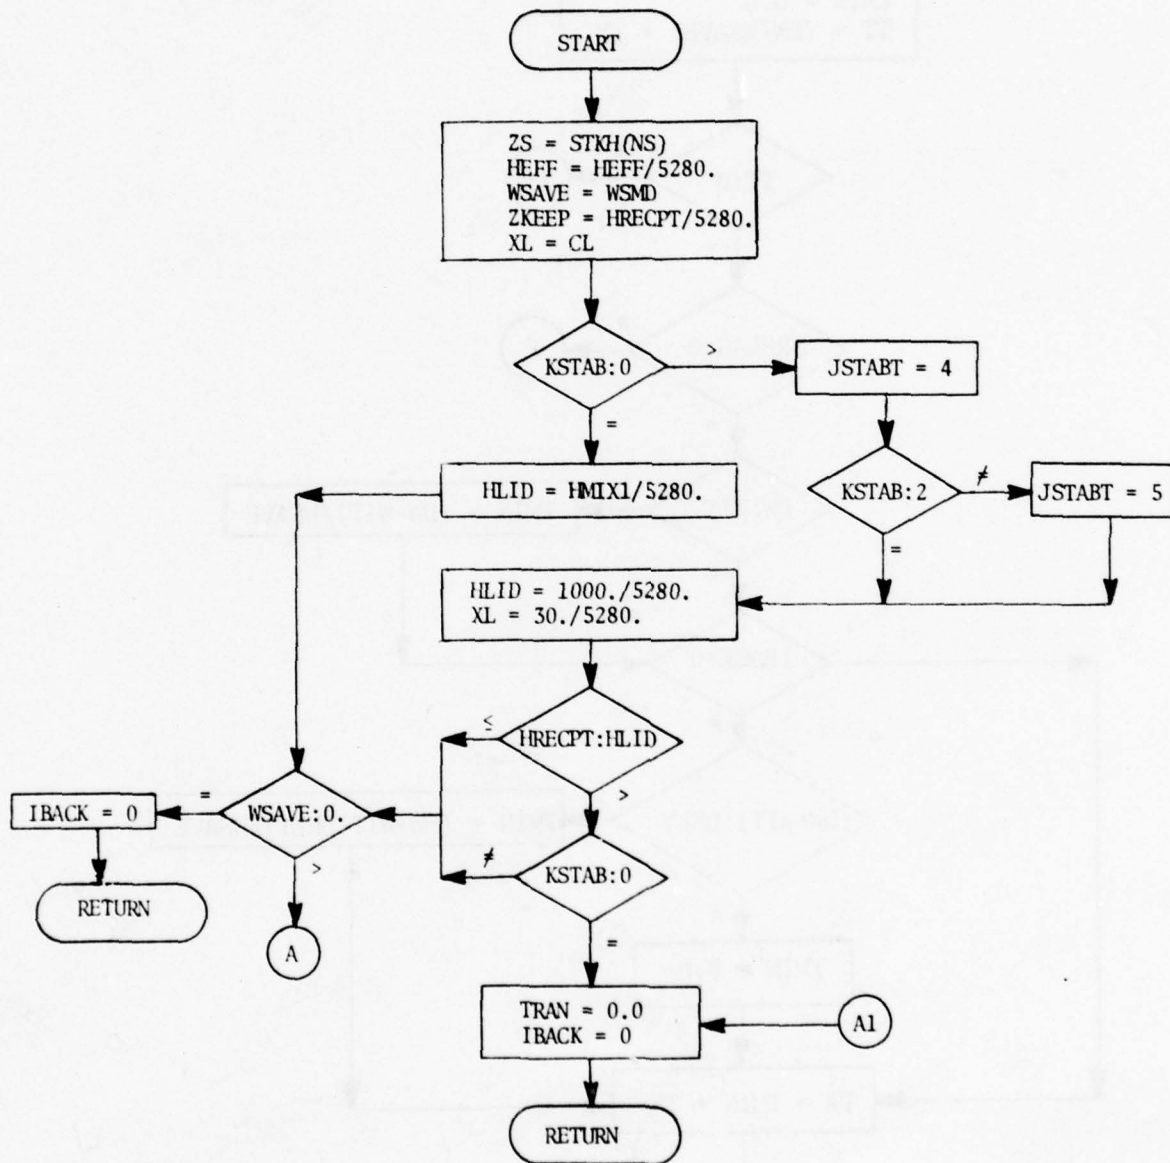 START
ZS = STKH(NS)
HEFF = HEFF/5280.
WSAVE = WSMD
ZKEEP = HRECPT/5280.
XL = CL
KSTAB:0
>
JSTABT = 4
=
HLID = HMIX1/5280.
KSTAB:2
≠
JSTABT = 5
=
HLID = 1000./5280.
XL = 30./5280.
≤
HRECPT:HLID
>
IBACK = 0
=
WSAVE:0.
>
≠
KSTAB:0
=
RETURN
A
TRAN = 0.0
IBACK = 0
A1
RETURN